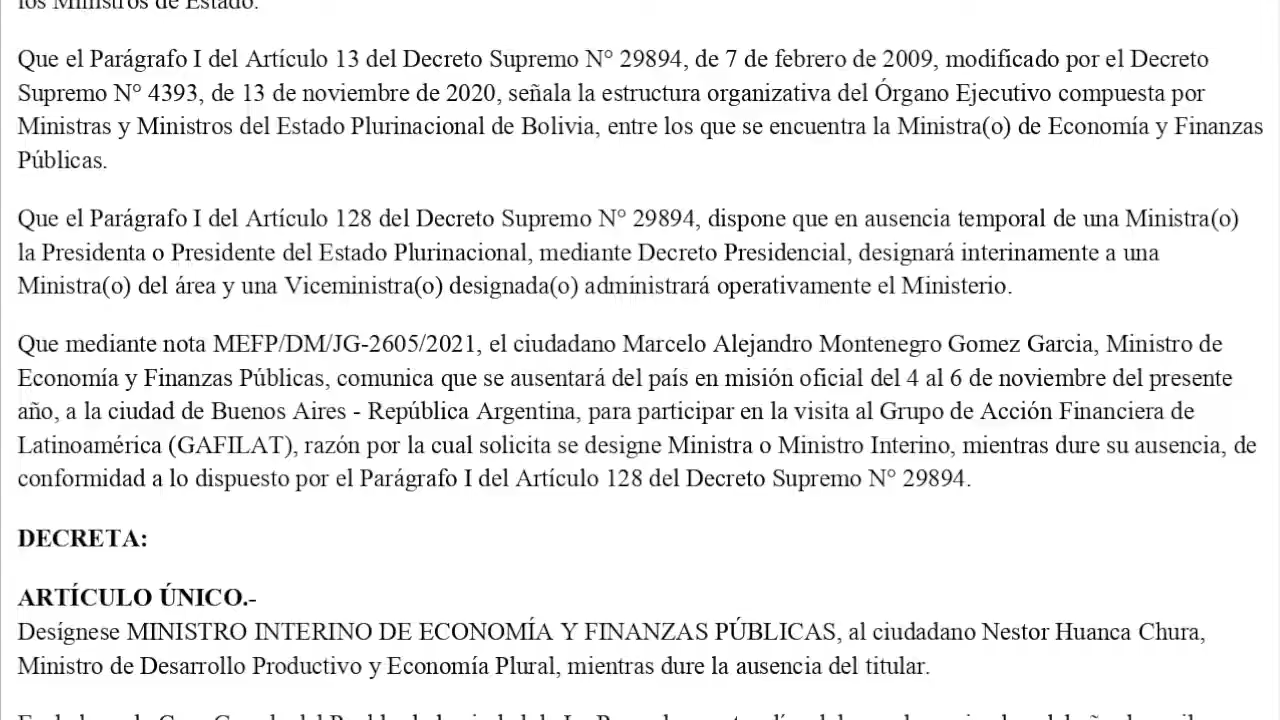 los Ministros de Estado.
Que el Parágrafo I del Artículo 13 del Decreto Supremo N° 29894, de 7 de febrero de 2009, modificado por el Decreto
Supremo N° 4393, de 13 de noviembre de 2020, señala la estructura organizativa del Órgano Ejecutivo compuesta por
Ministras y Ministros del Estado Plurinacional de Bolivia, entre los que se encuentra la Ministra(o) de Economía y Finanzas
Públicas.
Que el Parágrafo I del Artículo 128 del Decreto Supremo N° 29894, dispone que en ausencia temporal de una Ministra(o)
la Presidenta o Presidente del Estado Plurinacional, mediante Decreto Presidencial, designará interinamente a una
Ministra(o) del área y una Viceministra(o) designada(o) administrará operativamente el Ministerio.
Que mediante nota MEFP/DM/JG-2605/2021, el ciudadano Marcelo Alejandro Montenegro Gomez Garcia, Ministro de
Economía y Finanzas Públicas, comunica que se ausentará del país en misión oficial del 4 al 6 de noviembre del presente
año, a la ciudad de Buenos Aires - República Argentina, para participar en la visita al Grupo de Acción Financiera de
Latinoamérica (GAFILAT), razón por la cual solicita se designe Ministra o Ministro Interino, mientras dure su ausencia, de
conformidad a lo dispuesto por el Parágrafo I del Artículo 128 del Decreto Supremo N° 29894.
DECRETA:
ARTÍCULO ÚNICO.-
Desígnese MINISTRO INTERINO DE ECONOMÍA Y FINANZAS PÚBLICAS, al ciudadano Nestor Huanca Chura,
Ministro de Desarrollo Productivo y Economía Plural, mientras dure la ausencia del titular.